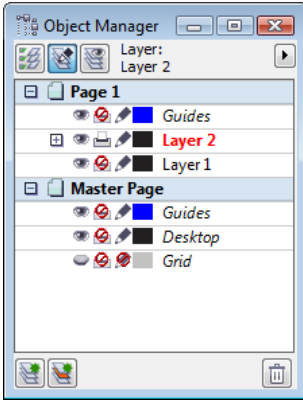 Object Manager
Layer:
Layer 2
Page 1
Guides
Layer 2
Layer 1
Master Page
Guides
Desktop
Grid